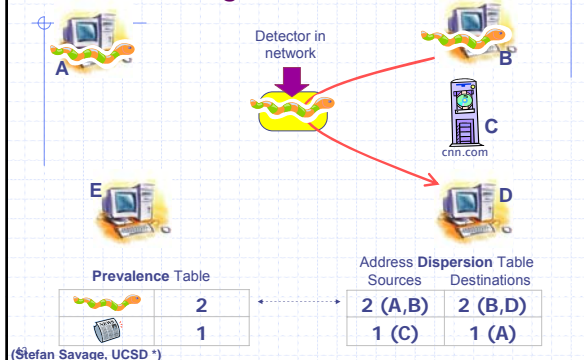 Detector in
network
A
B
C
cnn.com
E
D
Prevalence Table
2
1
Address Dispersion Table
Sources Destinations
2 (A,B) 2 (B,D)
1 (C) 1 (A)
(Stefan Savage, UCSD *)